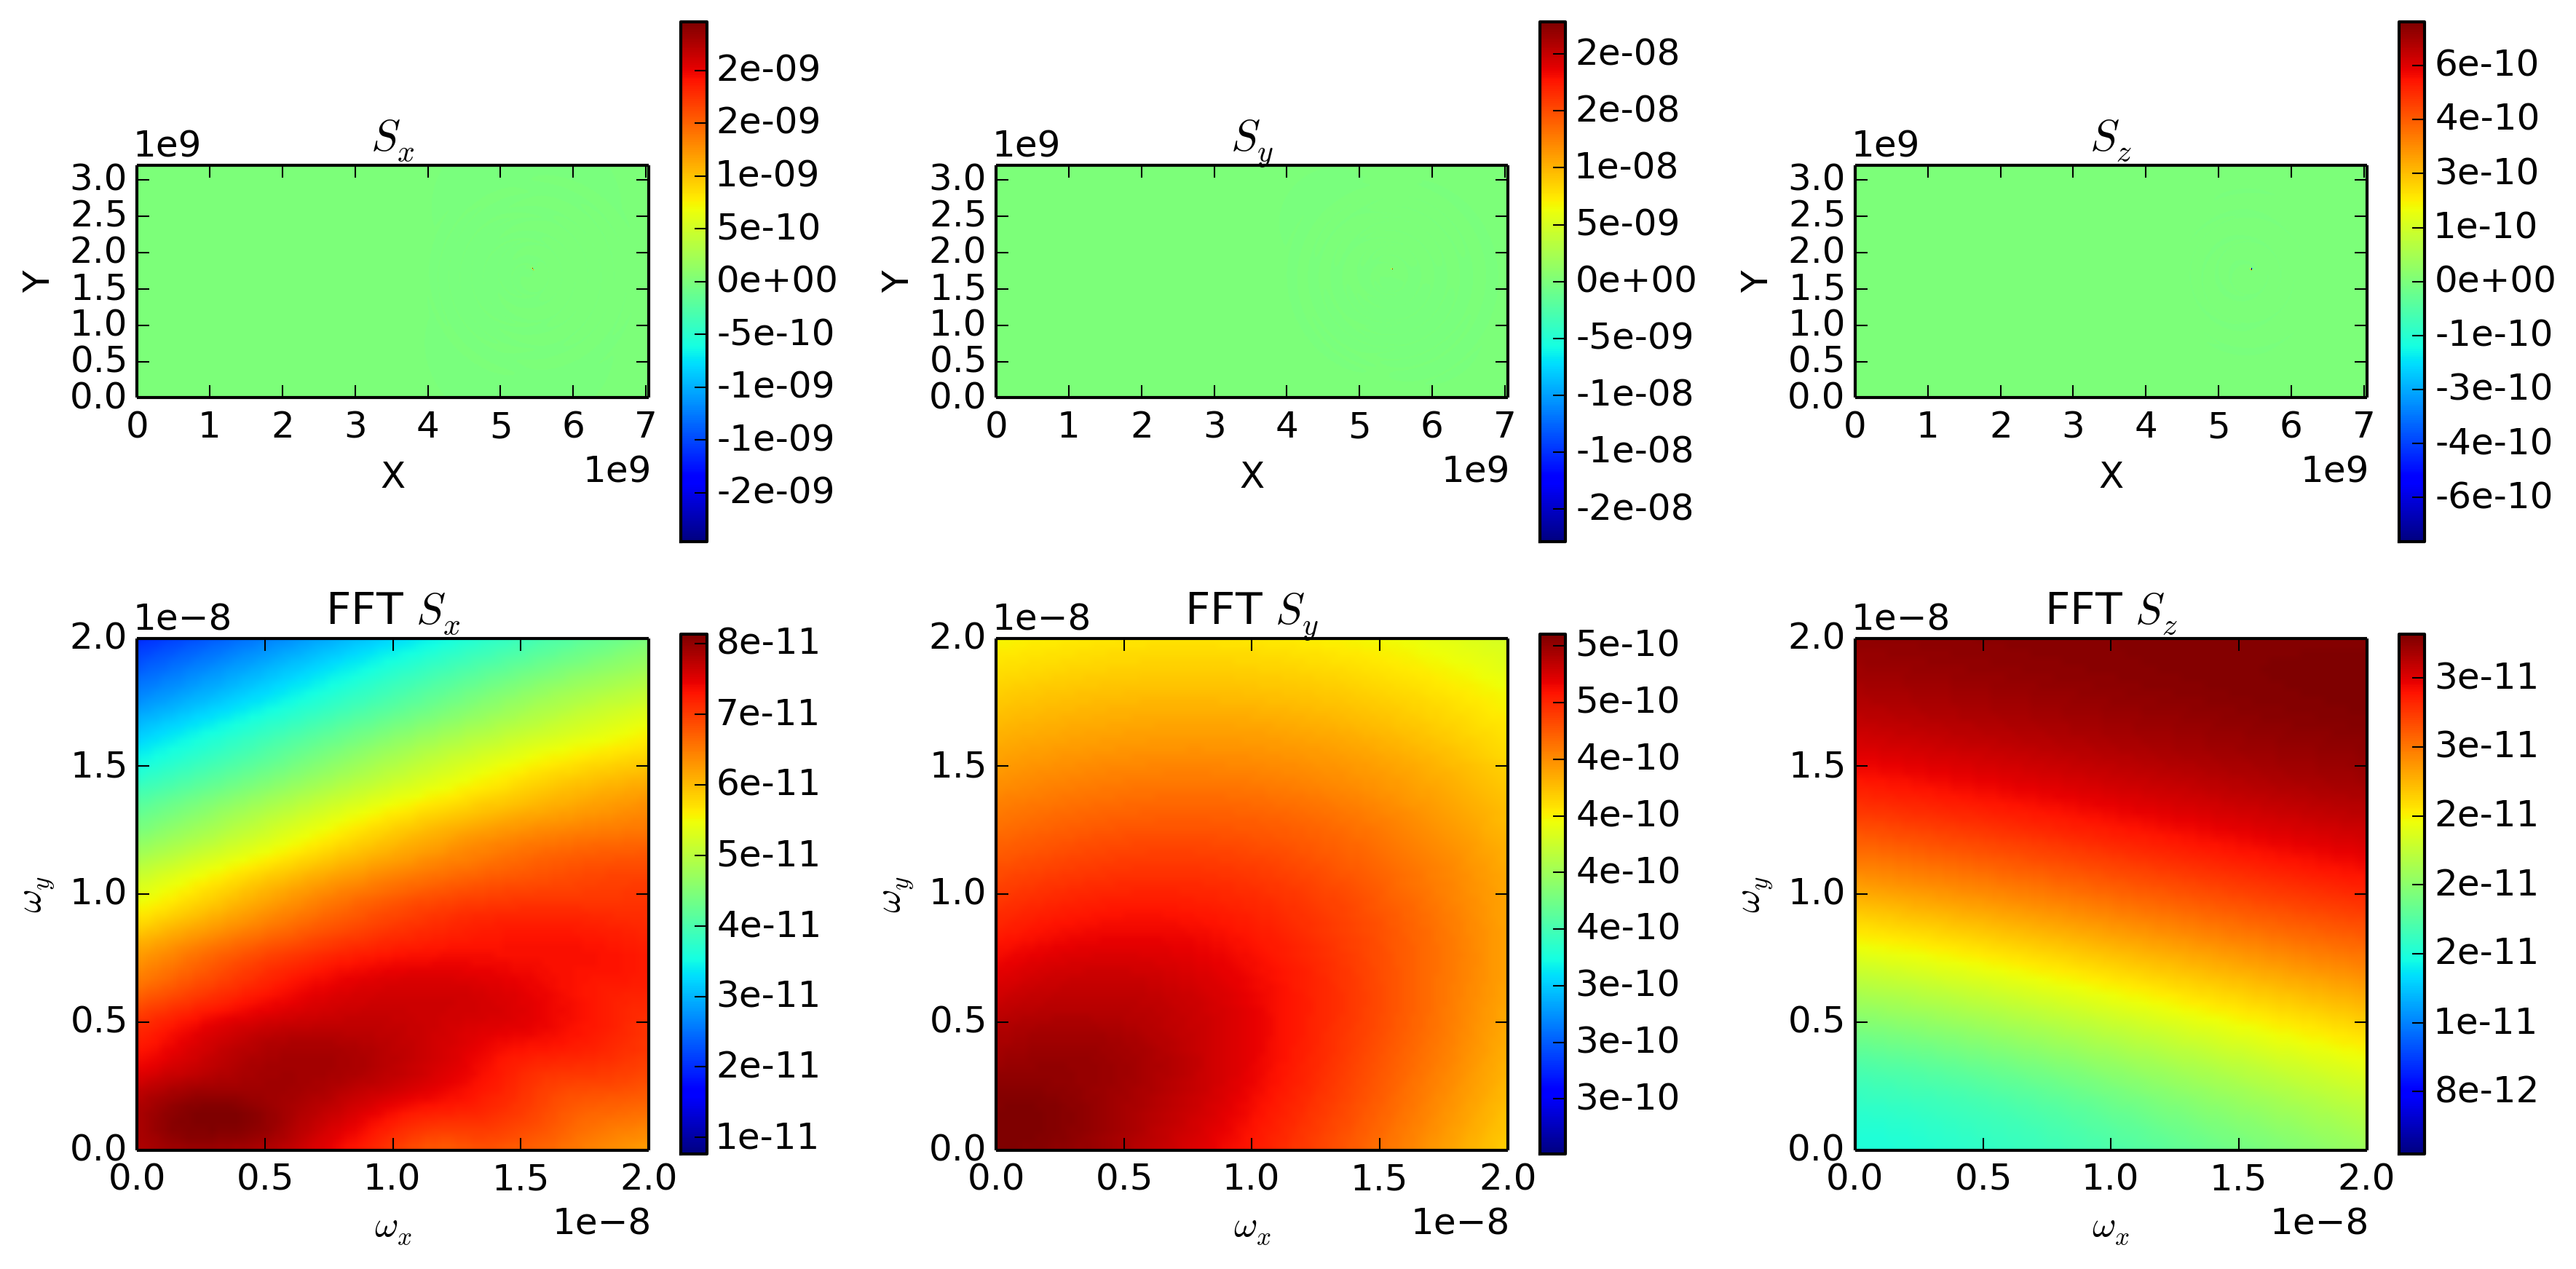 1e9
S_x
3.0
2.5
2.0
1.5
1.0
0.5
0.0
Y
0 1 2 3 4 5 6 7
X
1e9
2e-09
2e-09
1e-09
5e-10
0e+00
-5e-10
-1e-09
-1e-09
-2e-09
1e9
S_y
3.0
2.5
2.0
1.5
1.0
0.5
0.0
Y
0 1 2 3 4 5 6 7
X
1e9
2e-08
2e-08
1e-08
5e-09
0e+00
-5e-09
-1e-08
-1e-08
-2e-08
1e9
S_z
3.0
2.5
2.0
1.5
1.0
0.5
0.0
Y
0 1 2 3 4 5 6 7
X
1e9
6e-10
4e-10
3e-10
1e-10
0e+00
-1e-10
-3e-10
-4e-10
-6e-10
1e−8
FFT S_x
2.0
1.5
1.0
0.5
0.0
ω_y
0.0 0.5 1.0 1.5 2.0
ω_x
1e−8
8e-11
7e-11
6e-11
5e-11
4e-11
3e-11
2e-11
1e-11
1e−8
FFT S_y
2.0
1.5
1.0
0.5
0.0
ω_y
0.0 0.5 1.0 1.5 2.0
ω_x
1e−8
5e-10
5e-10
4e-10
4e-10
4e-10
4e-10
3e-10
3e-10
3e-10
1e−8
FFT S_z
2.0
1.5
1.0
0.5
0.0
ω_y
0.0 0.5 1.0 1.5 2.0
ω_x
1e−8
3e-11
3e-11
2e-11
2e-11
2e-11
1e-11
8e-12